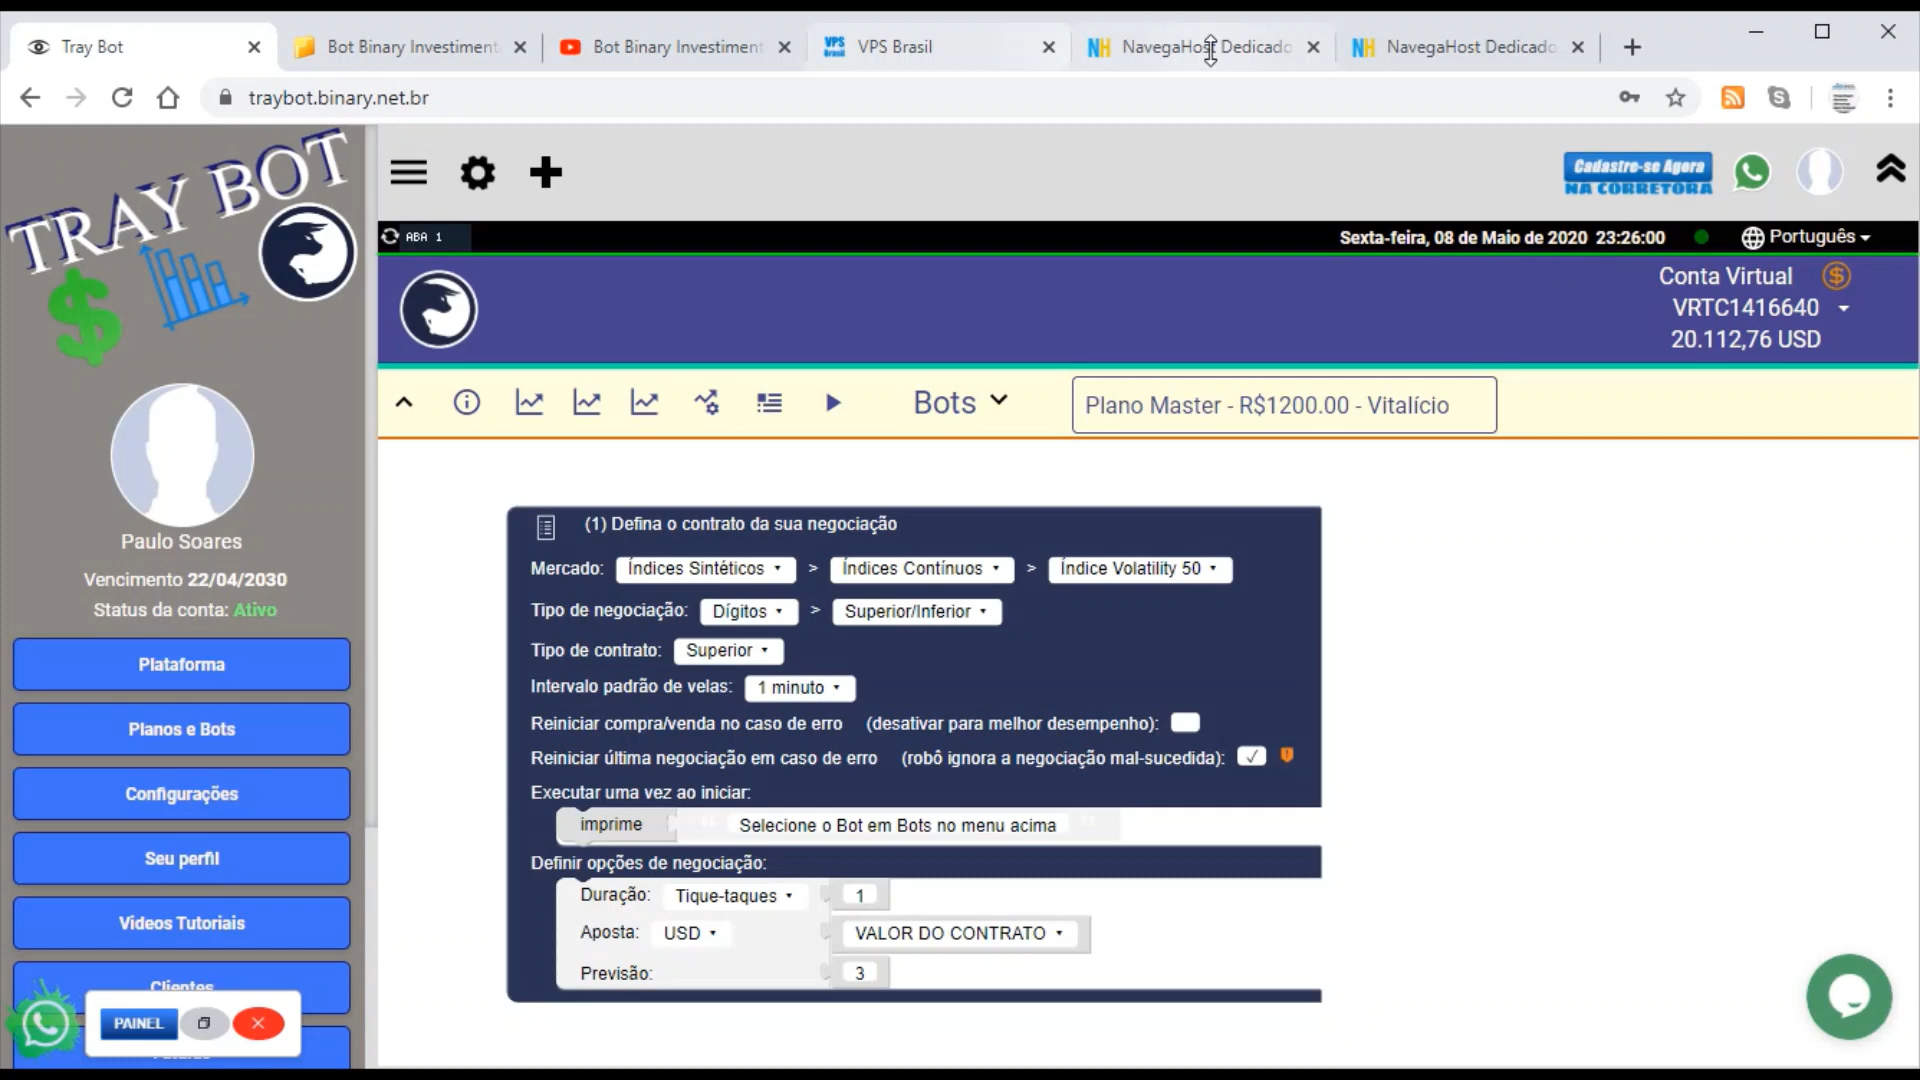 Tray Bot
Bot Binary Investiment
Bot Binary Investiment
VPS Brasil
VPS Brasil
NH NavegaHost Dedicado
NH NavegaHost Dedicado
traybot.binary.net.br
TRAY BOT
Cadastre-se Agora
NA CORRETORA
ABA 1
Sexta-feira, 08 de Maio de 2020 23:26:00
Português
Conta Virtual
VRTC1416640
20.112,76 USD
Bots
Plano Master - R$1200.00 - Vitalício
Paulo Soares
Vencimento 22/04/2030
Status da conta: Ativo
Plataforma
Planos e Bots
Configurações
Seu perfil
Videos Tutoriais
Clientes
PAINEL
(1) Defina o contrato da sua negociação
Mercado: Índices Sintéticos > Índices Contínuos > Índice Volatility 50
Tipo de negociação: Dígitos > Superior/Inferior
Tipo de contrato: Superior
Intervalo padrão de velas: 1 minuto
Reiniciar compra/venda no caso de erro (desativar para melhor desempenho):
Reiniciar última negociação em caso de erro (robô ignora a negociação mal-sucedida):
Executar uma vez ao iniciar:
imprime “ Selecione o Bot em Bots no menu acima ”
Definir opções de negociação:
Duração: Tique-taques 1
Aposta: USD VALOR DO CONTRATO
Previsão: 3